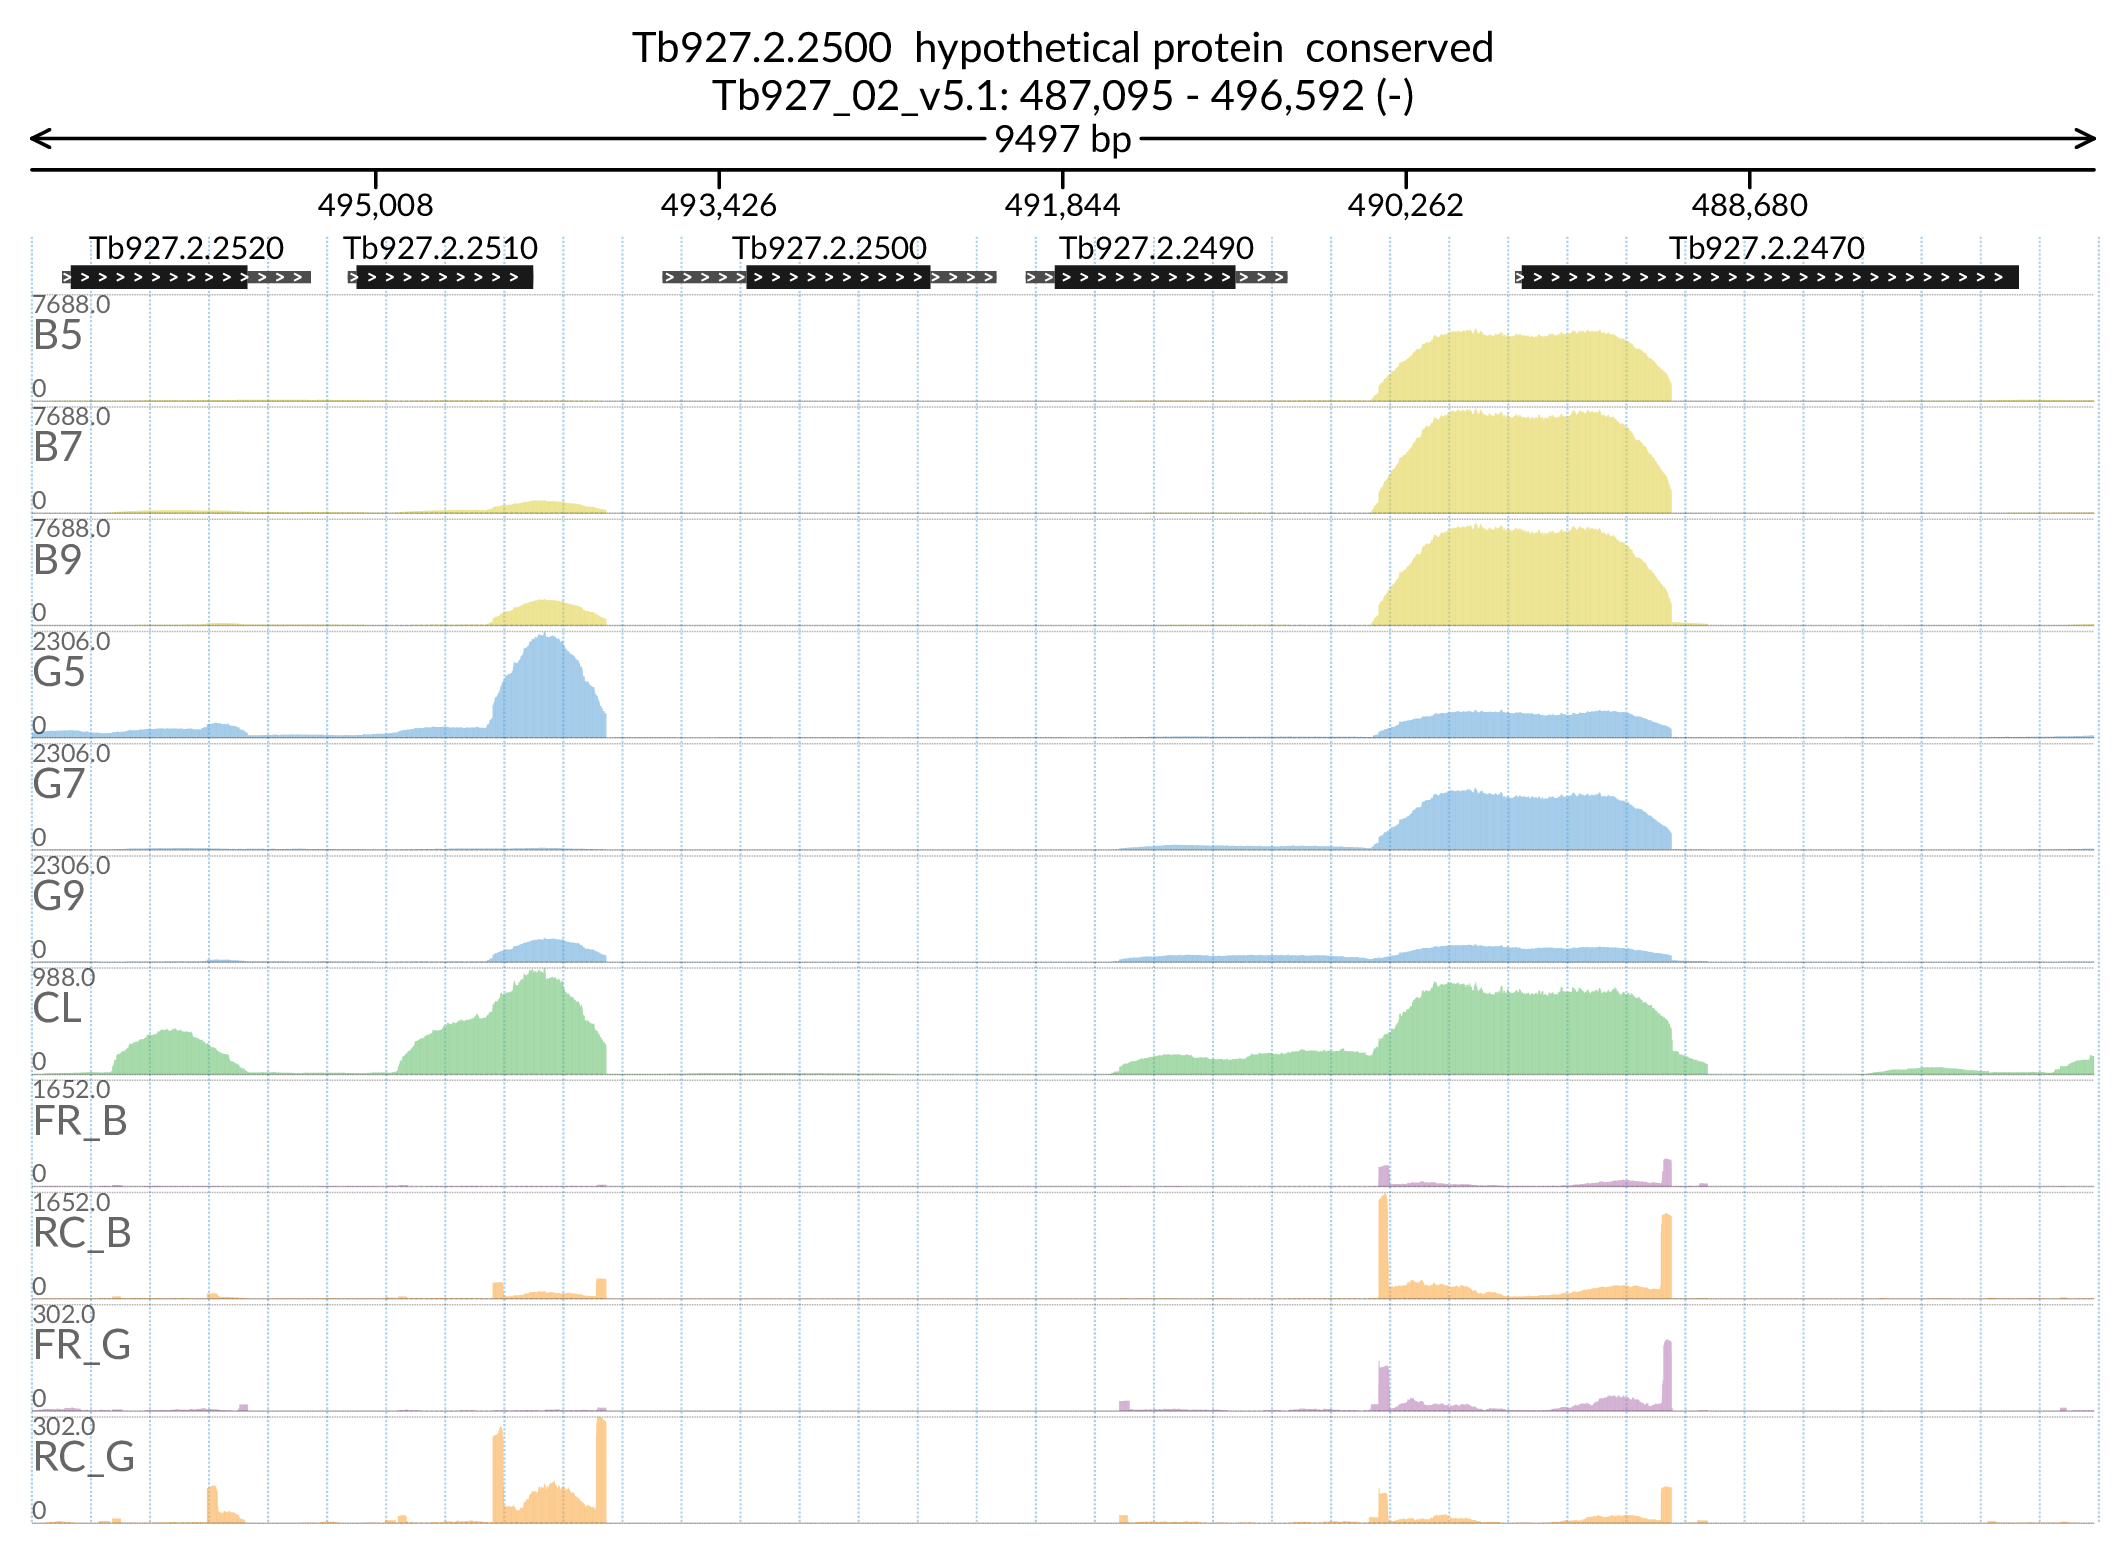 Tb927.2.2500 hypothetical protein conserved
Tb927_02_v5.1: 487,095 - 496,592 (-)
9497 bp
495,008 493,426 491,844 490,262 488,680
Tb927.2.2520 Tb927.2.2510 Tb927.2.2500 Tb927.2.2490 Tb927.2.2470
7688.0
B5
0
7688.0
B7
0
7688.0
B9
0
2306.0
G5
0
2306.0
G7
0
2306.0
G9
0
988.0
CL
0
1652.0
FR_B
0
1652.0
RC_B
0
302.0
FR_G
0
302.0
RC_G
0